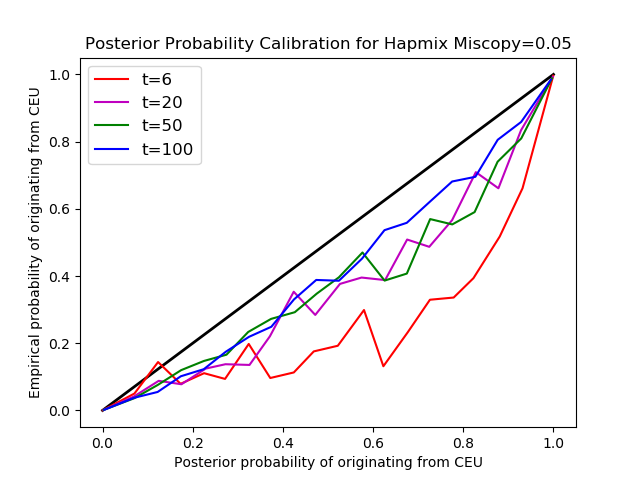 Posterior Probability Calibration for Hapmix Miscopy=0.05
t=6
t=20
t=50
t=100
1.0
0.8
0.6
0.4
0.2
0.0
Empirical probability of originating from CEU
0.0 0.2 0.4 0.6 0.8 1.0
Posterior probability of originating from CEU